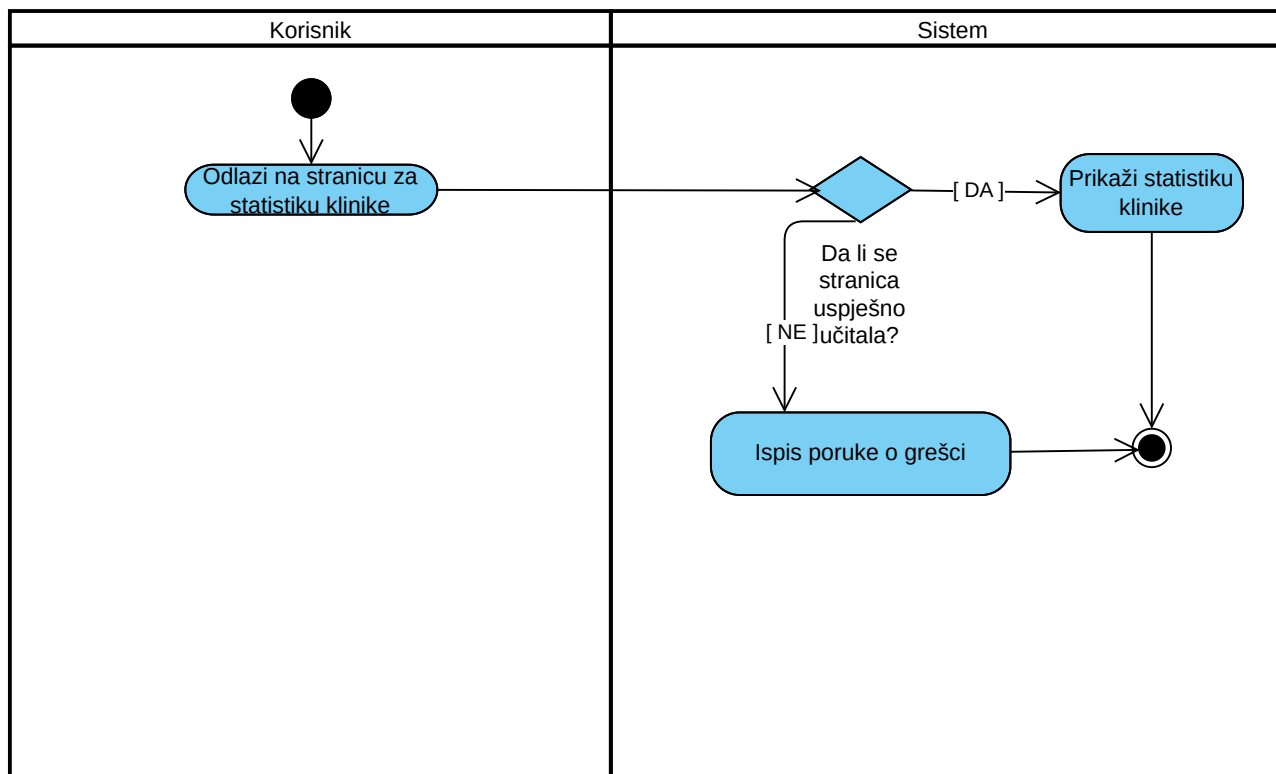 Korisnik
Sistem
Odlazi na stranicu za
statistiku klinike
[ DA ]
Prikaži statistiku
klinike
Da li se
stranica
uspješno
učitala?
[ NE ]
Ispis poruke o grešci